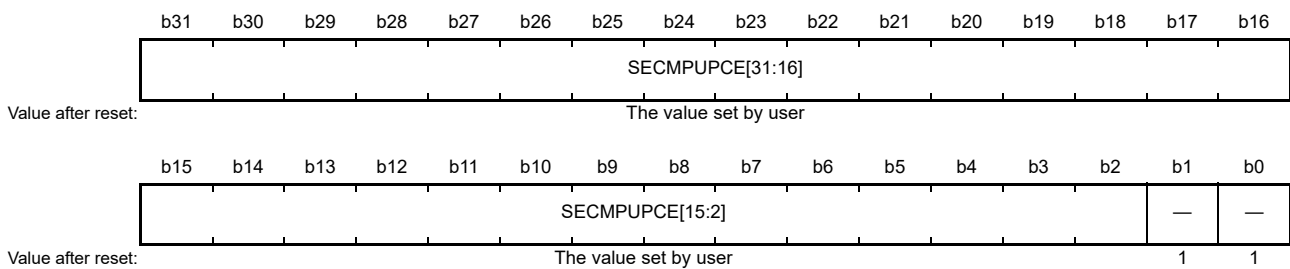 b31 b30 b29 b28 b27 b26 b25 b24 b23 b22 b21 b20 b19 b18 b17 b16
SECMPUPCE[31:16]
Value after reset: The value set by user
b15 b14 b13 b12 b11 b10 b9 b8 b7 b6 b5 b4 b3 b2 b1 b0
SECMPUPCE[15:2] — —
Value after reset: The value set by user 1 1